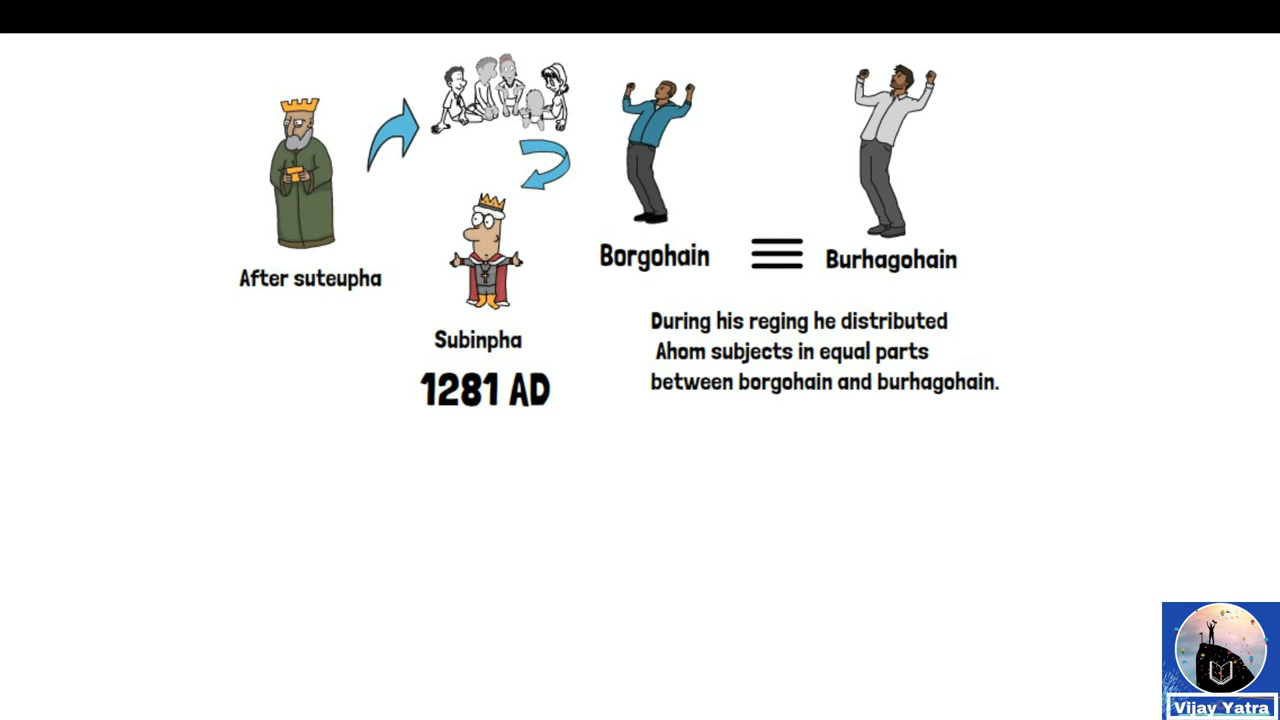 After suteupha
Subinpha
1281 AD
Borgohain
Burhagohain
During his reging he distributed
Ahom subjects in equal parts
between borgohain and burhagohain.
Vijay Yatra